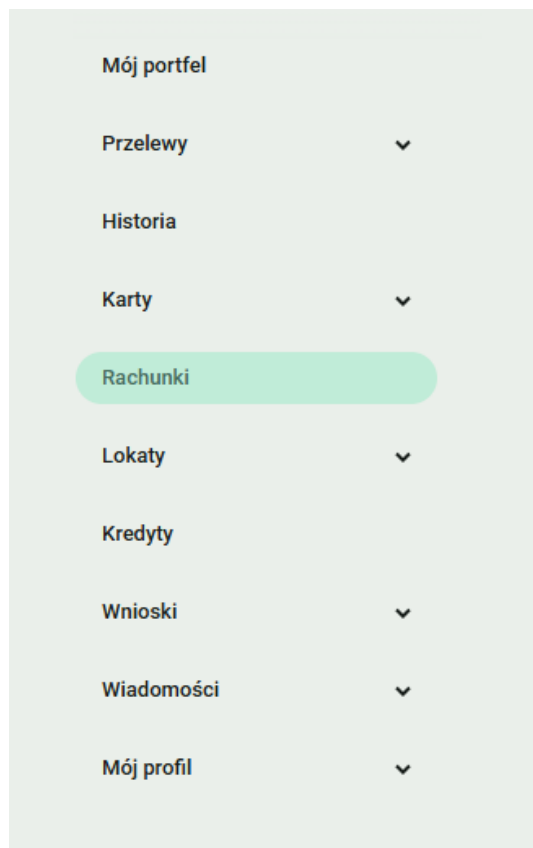 Mój portfel
Przelewy
Historia
Karty
Rachunki
Lokaty
Kredyty
Wnioski
Wiadomości
Mój profil